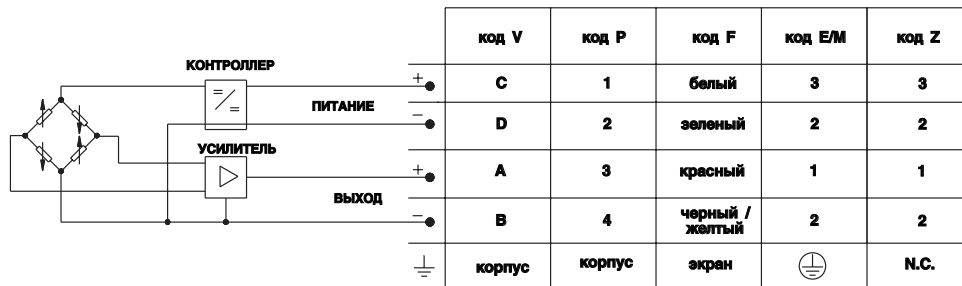 код V код P код F код E/M код Z
КОНТРОЛЛЕР
+ C 1 белый 3 3
ПИТАНИЕ
− D 2 зеленый 2 2
УСИЛИТЕЛЬ
+ A 3 красный 1 1
ВЫХОД
− B 4 черный / желтый 2 2
корпус корпус экран N.C.